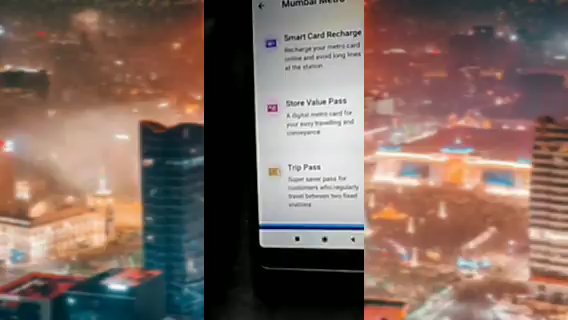 Mumbai Metro
Smart Card Recharge
Recharge your metro card
online and avoid long lines
at the station.
Store Value Pass
A digital metro card for
your easy travelling and
conveyance.
Trip Pass
Super saver pass for
customers who regularly
travel between two fixed
stations.